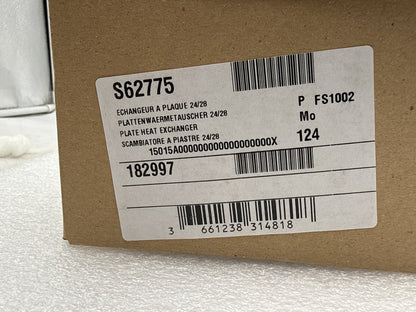 S62775
ECHANGEUR A PLAQUE 24/28
PLATTENWAERMETAUSCHER 24/28
PLATE HEAT EXCHANGER
SCAMBIATORE A PIASTRE 24/28
P FS1002
Mo
124
15015A000000000000000000000X
182997
3 661238 314818